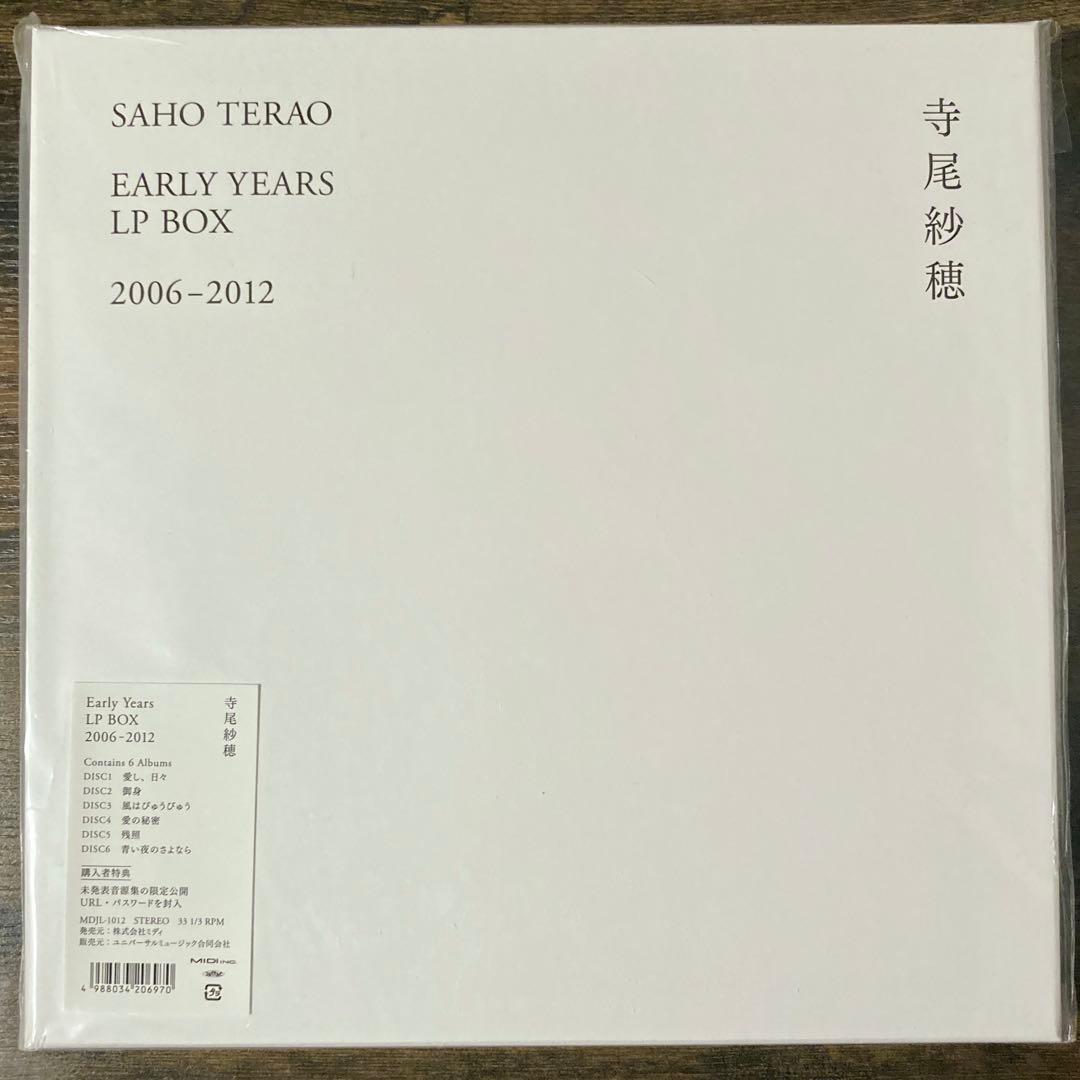 SAHO TERAO
EARLY YEARS
LP BOX
2006–2012
寺尾紗穂
Early Years
LP BOX
2006–2012
寺尾紗穂
Contains 6 Albums
DISC1 愛し、日々
DISC2 御身
DISC3 風はびゅうびゅう
DISC4 愛の秘密
DISC5 残照
DISC6 青い夜のさよなら
購入者特典
未発表音源集の限定公開
URL・パスワードを封入
MDJL-1012 STEREO 33 1/3 RPM
発売元：株式会社ミディ
販売元：ユニバーサルミュージック合同会社
MIDI INC.
4 988034 206970